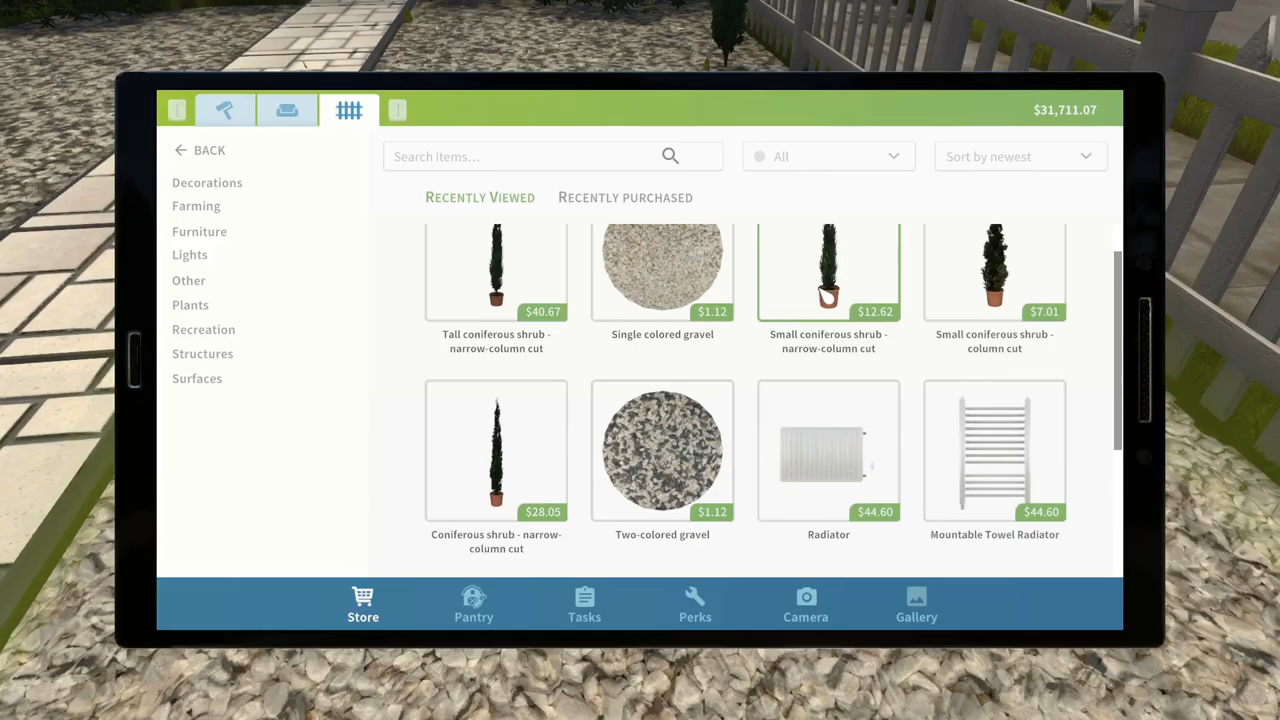 $31,711.07
BACK
Search items...
All
Sort by newest
Decorations
Farming
Furniture
Lights
Other
Plants
Recreation
Structures
Surfaces
RECENTLY VIEWED
RECENTLY PURCHASED
$40.67
$1.12
$12.62
$7.01
Tall coniferous shrub -
narrow-column cut
Single colored gravel
Small coniferous shrub -
narrow-column cut
Small coniferous shrub -
column cut
$28.05
$1.12
$44.60
$44.60
Coniferous shrub - narrow-
column cut
Two-colored gravel
Radiator
Mountable Towel Radiator
Store
Pantry
Tasks
Perks
Camera
Gallery